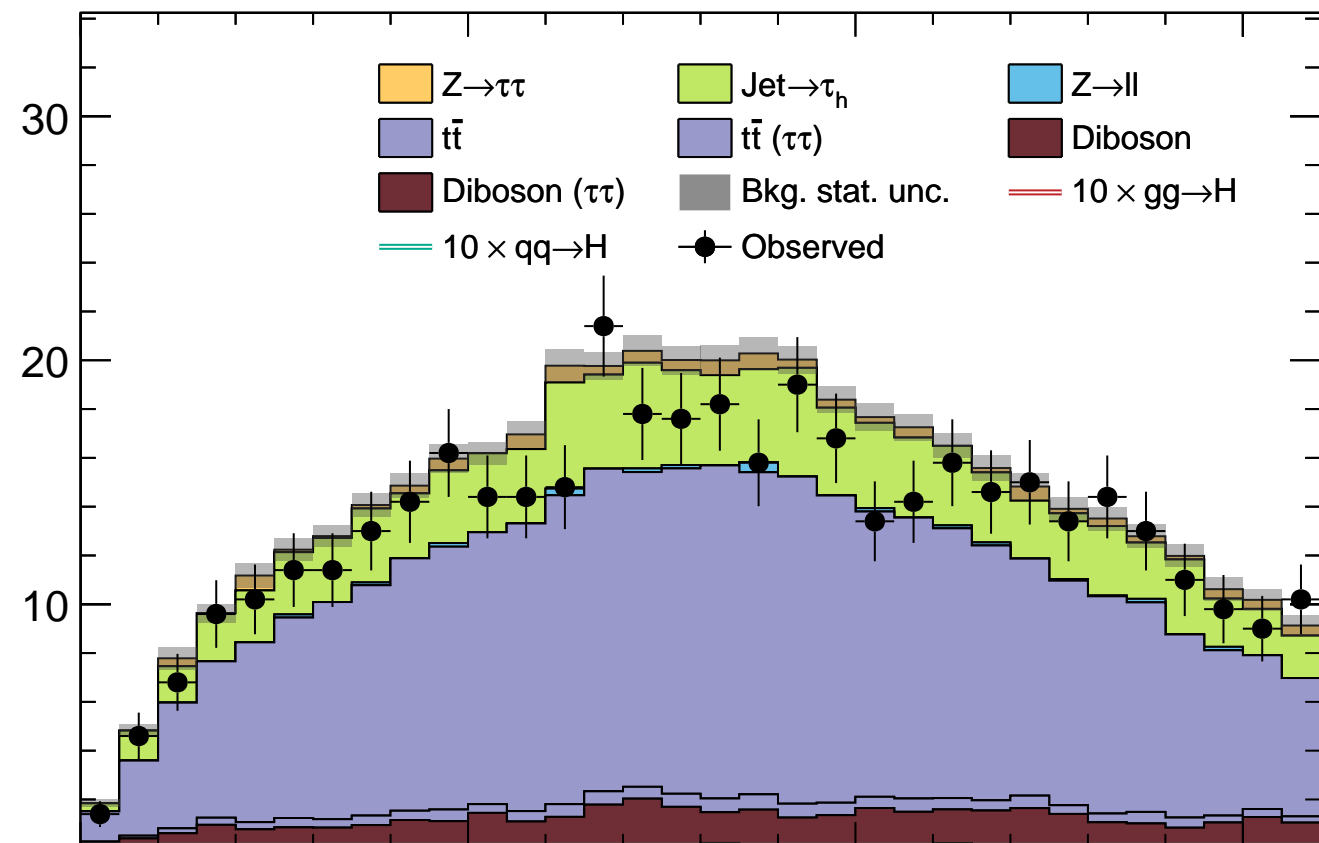 Z→ττ Jet→τₕ Z→ll
30
tt̄ tt̄ (ττ) Diboson
Diboson (ττ) Bkg. stat. unc. 10 × gg→H
10 × qq→H Observed
20
10